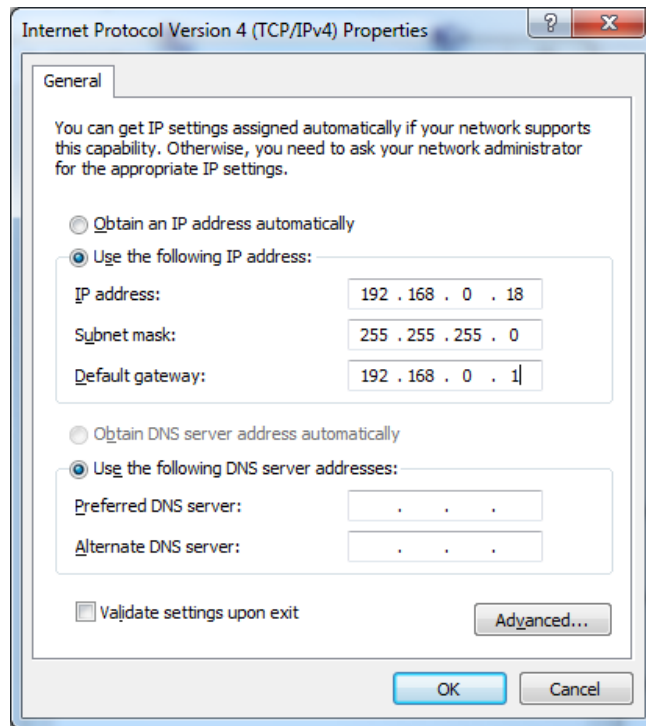 Internet Protocol Version 4 (TCP/IPv4) Properties
General
You can get IP settings assigned automatically if your network supports
this capability. Otherwise, you need to ask your network administrator
for the appropriate IP settings.
Obtain an IP address automatically
Use the following IP address:
IP address: 192 . 168 . 0 . 18
Subnet mask: 255 . 255 . 255 . 0
Default gateway: 192 . 168 . 0 . 1
Obtain DNS server address automatically
Use the following DNS server addresses:
Preferred DNS server: . . .
Alternate DNS server: . . .
Validate settings upon exit
Advanced...
OK Cancel